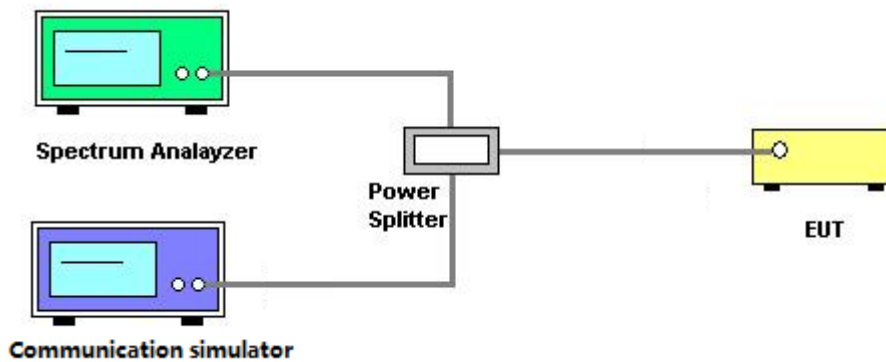 Spectrum Analayzer
Power
Splitter
EUT
Communication simulator